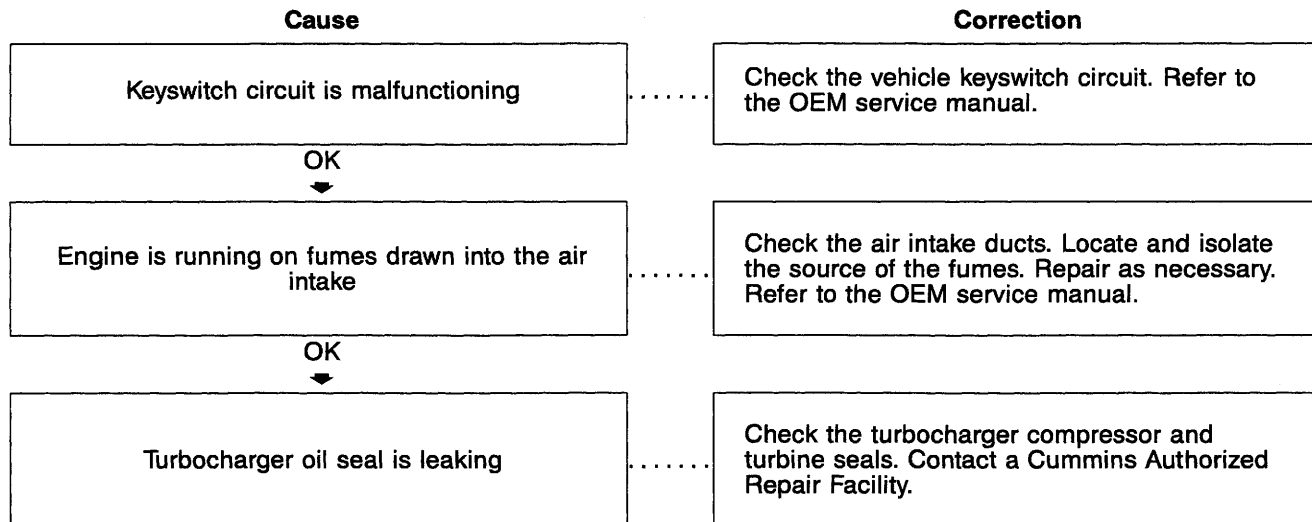 Cause
Correction
Keyswitch circuit is malfunctioning
Check the vehicle keyswitch circuit. Refer to
the OEM service manual.
OK
Engine is running on fumes drawn into the air
intake
Check the air intake ducts. Locate and isolate
the source of the fumes. Repair as necessary.
Refer to the OEM service manual.
OK
Turbocharger oil seal is leaking
Check the turbocharger compressor and
turbine seals. Contact a Cummins Authorized
Repair Facility.